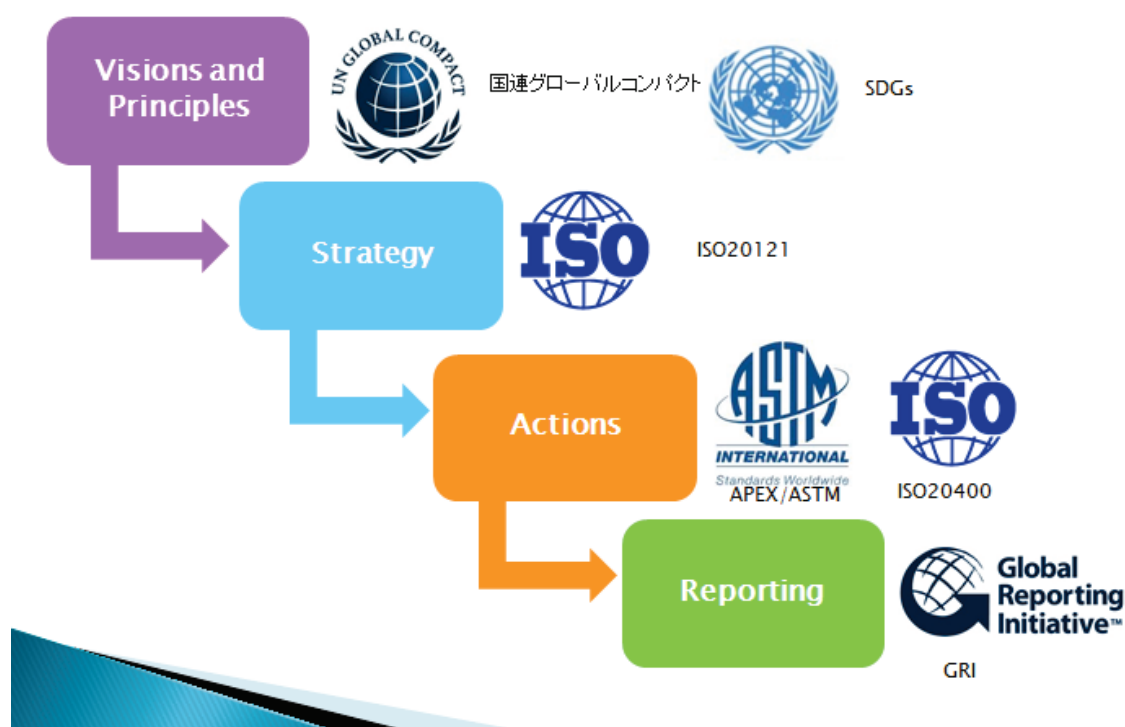 Visions and
Principles
UN GLOBAL COMPACT
国連グローバルコンパクト
SDGs
Strategy
ISO
ISO20121
Actions
ASTM
INTERNATIONAL
Standards Worldwide
APEX/ASTM
ISO
ISO20400
Reporting
Global
Reporting
Initiative™
GRI